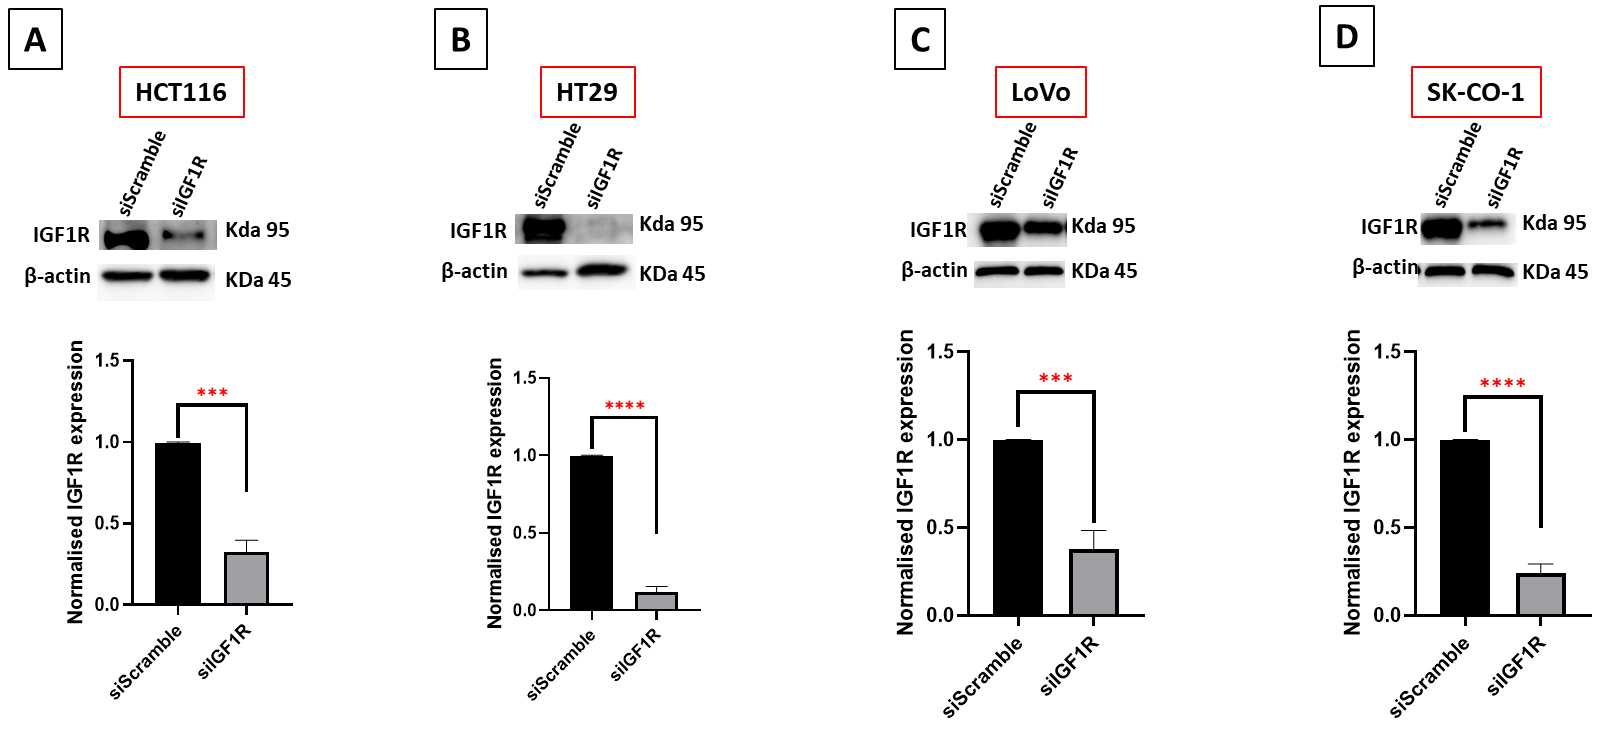 A
HCT116
siScramble
siIGF1R
IGF1R
Kda 95
β-actin
KDa 45
Normalised IGF1R expression
1.5
1.0
0.5
0.0
***
siScramble
siIGF1R
B
HT29
siScramble
siIGF1R
IGF1R
Kda 95
β-actin
KDa 45
Normalised IGF1R expression
1.5
1.0
0.5
0.0
****
siScramble
siIGF1R
C
LoVo
siScramble
siIGF1R
IGF1R
Kda 95
β-actin
KDa 45
Normalised IGF1R expression
1.5
1.0
0.5
0.0
***
siScramble
siIGF1R
D
SK-CO-1
siScramble
siIGF1R
IGF1R
Kda 95
β-actin
KDa 45
Normalised IGF1R expression
1.5
1.0
0.5
0.0
****
siScramble
siIGF1R